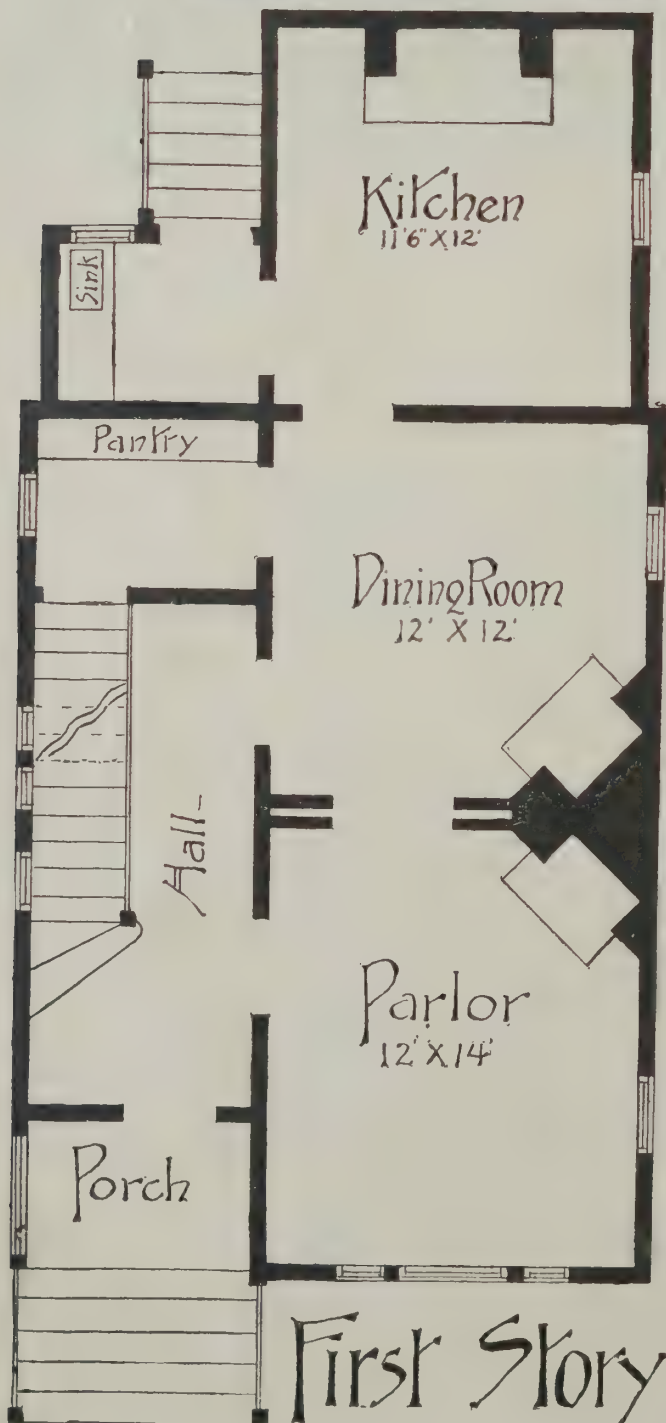 Kitchen
11'6" X 12'
Sink
Pantry
Dining Room
12' X 12'
Hall-
Parlor
12' X 14'
Porch
First Story